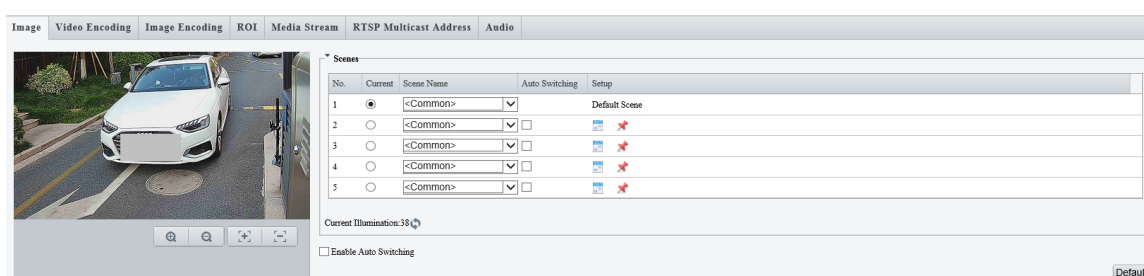 Image Video Encoding Image Encoding ROI Media Stream RTSP Multicast Address Audio
Scenes
No. Current Scene Name Auto Switching Setup
1 <Common> Default Scene
2 <Common>
3 <Common>
4 <Common>
5 <Common>
Current Illumination:38
Enable Auto Switching